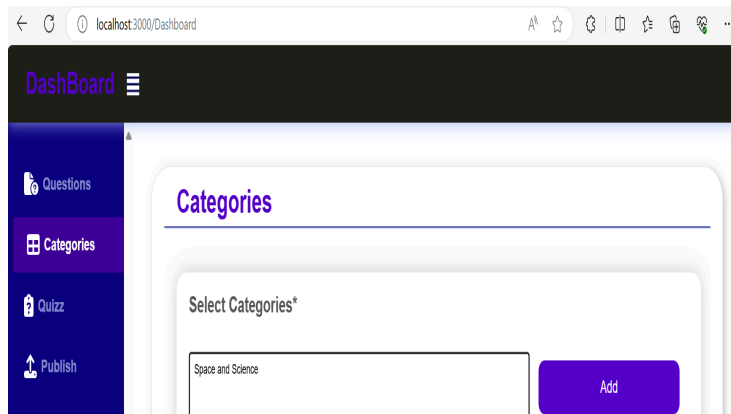 localhost:3000/Dashboard
DashBoard
Questions
Categories
Quizz
Publish
Categories
Select Categories*
Space and Science
Add